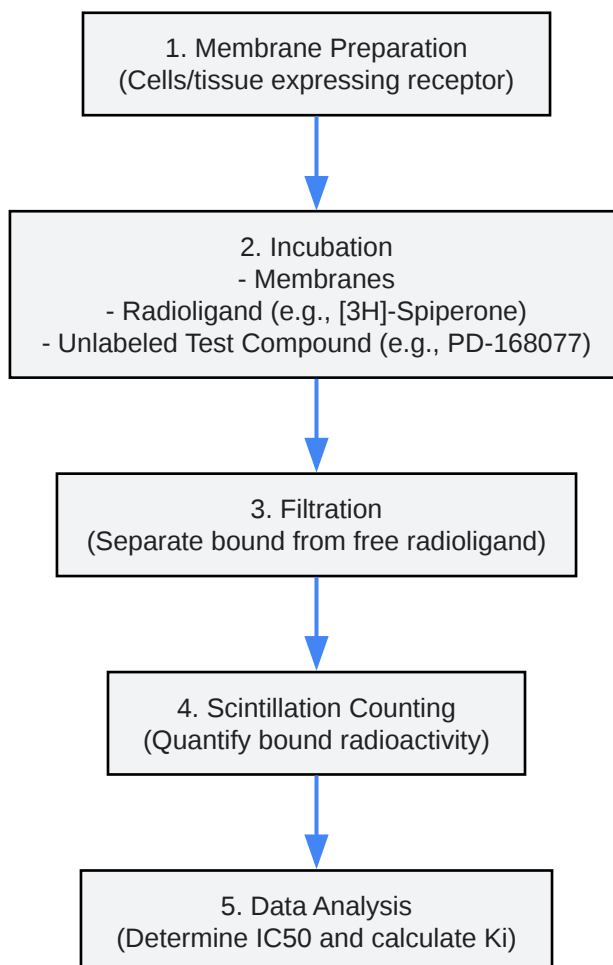 1. Membrane Preparation
(Cells/tissue expressing receptor)
2. Incubation
- Membranes
- Radioligand (e.g., [3H]-Spiperone)
- Unlabeled Test Compound (e.g., PD-168077)
3. Filtration
(Separate bound from free radioligand)
4. Scintillation Counting
(Quantify bound radioactivity)
5. Data Analysis
(Determine IC50 and calculate Ki)